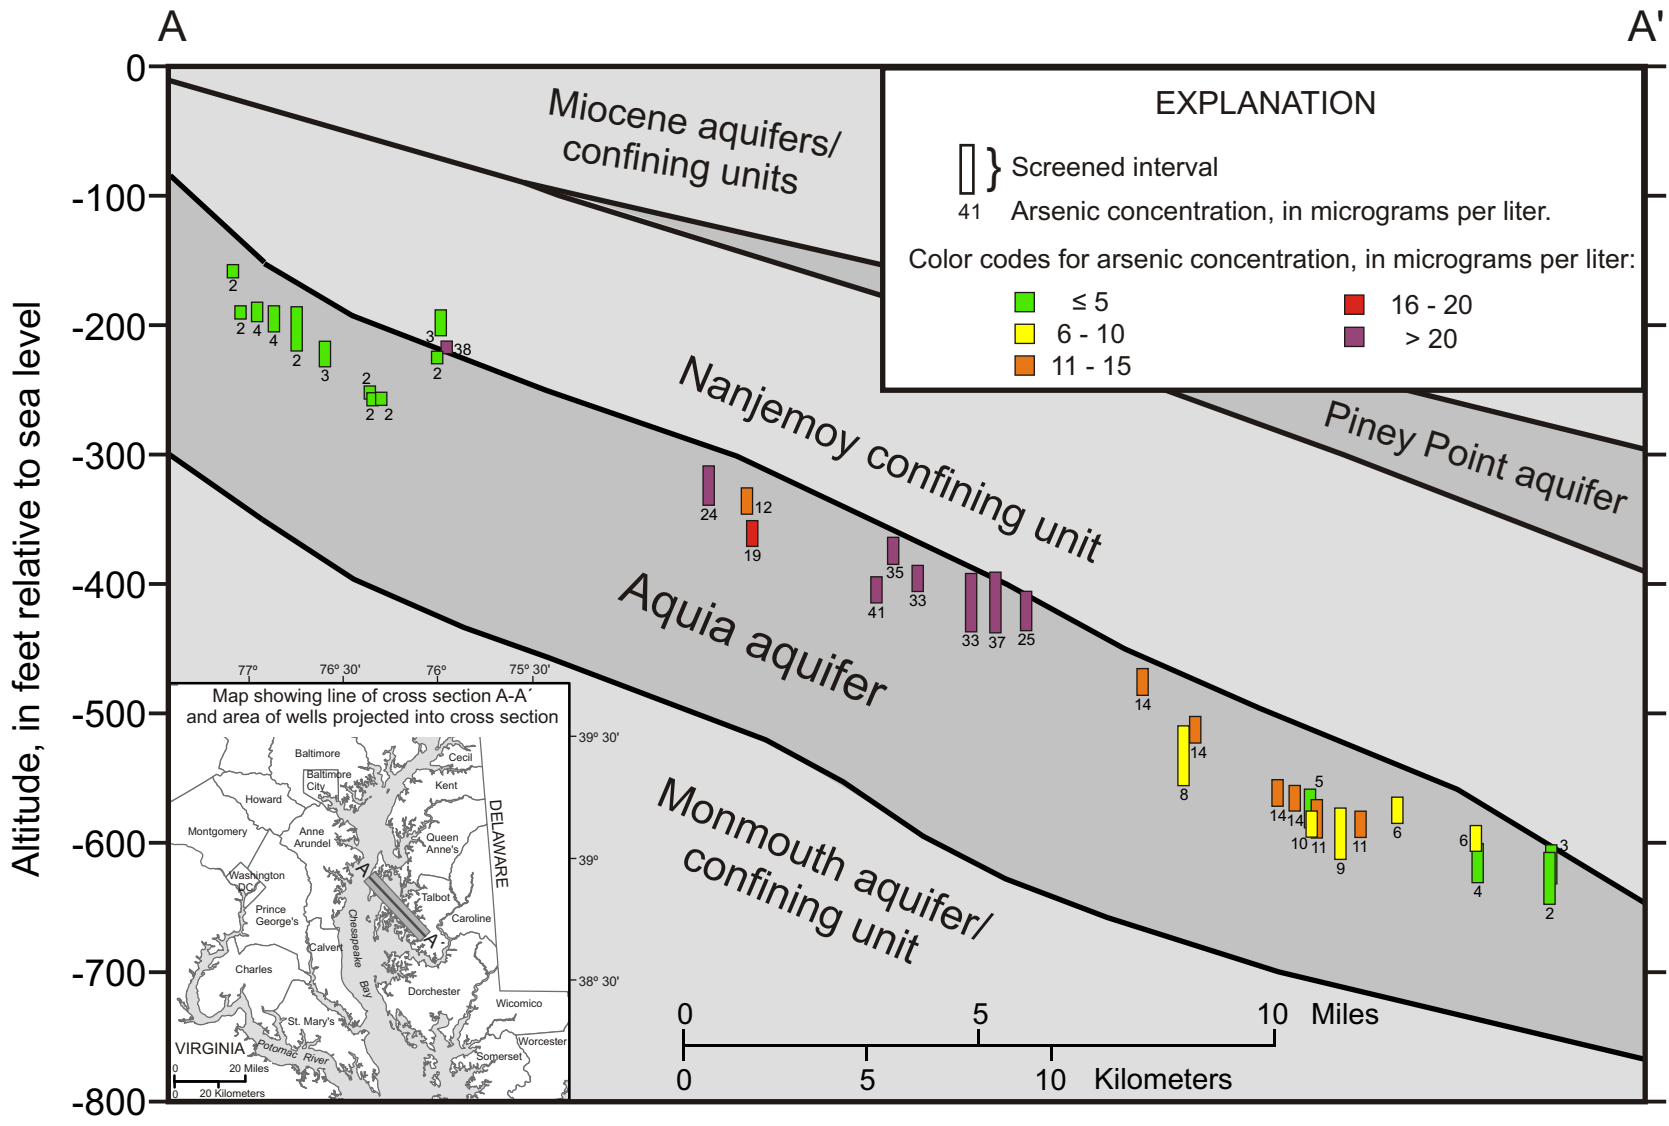 A
A'
0
-100
-200
-300
-400
-500
-600
-700
-800
Altitude, in feet relative to sea level
Miocene aquifers/
confining units
EXPLANATION
} Screened interval
41 Arsenic concentration, in micrograms per liter.
Color codes for arsenic concentration, in micrograms per liter:
≤ 5
6 - 10
11 - 15
16 - 20
> 20
Piney Point aquifer
Nanjemoy confining unit
Aquia aquifer
Monmouth aquifer/
confining unit
2
2
4
4
2
3
2
2
2
3
38
2
24
12
19
35
41
33
33
37
25
14
14
8
14
14
5
10
11
9
11
6
6
4
3
2
0 5 10 Miles
0 5 10 Kilometers
77° 76° 30' 76° 75° 30'
Map showing line of cross section A-A´
and area of wells projected into cross section
39° 30'
39°
38° 30'
Baltimore
Baltimore
City
Cecil
Kent
Howard
Montgomery
Anne
Arundel
Queen
Anne's
DELAWARE
Washington
DC
Prince
George's
A
A´
Talbot
Caroline
Chesapeake
Bay
Calvert
Charles
Dorchester
Wicomico
St. Mary's
Worcester
Somerset
VIRGINIA
Potomac River
0 20 Miles
0 20 Kilometers